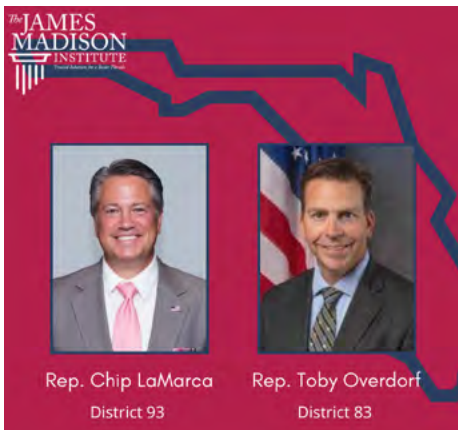 The JAMES
MADISON
INSTITUTE
Rep. Chip LaMarca
Rep. Toby Overdorf
District 93
District 83